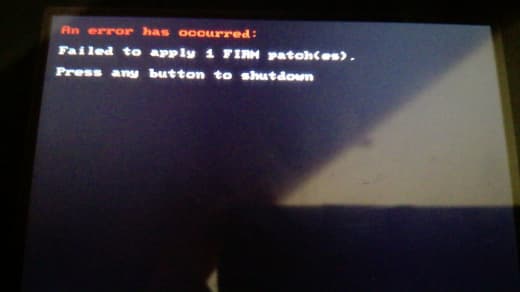 An error has occurred:
Failed to apply 1 FIRM patch(es).
Press any button to shutdown